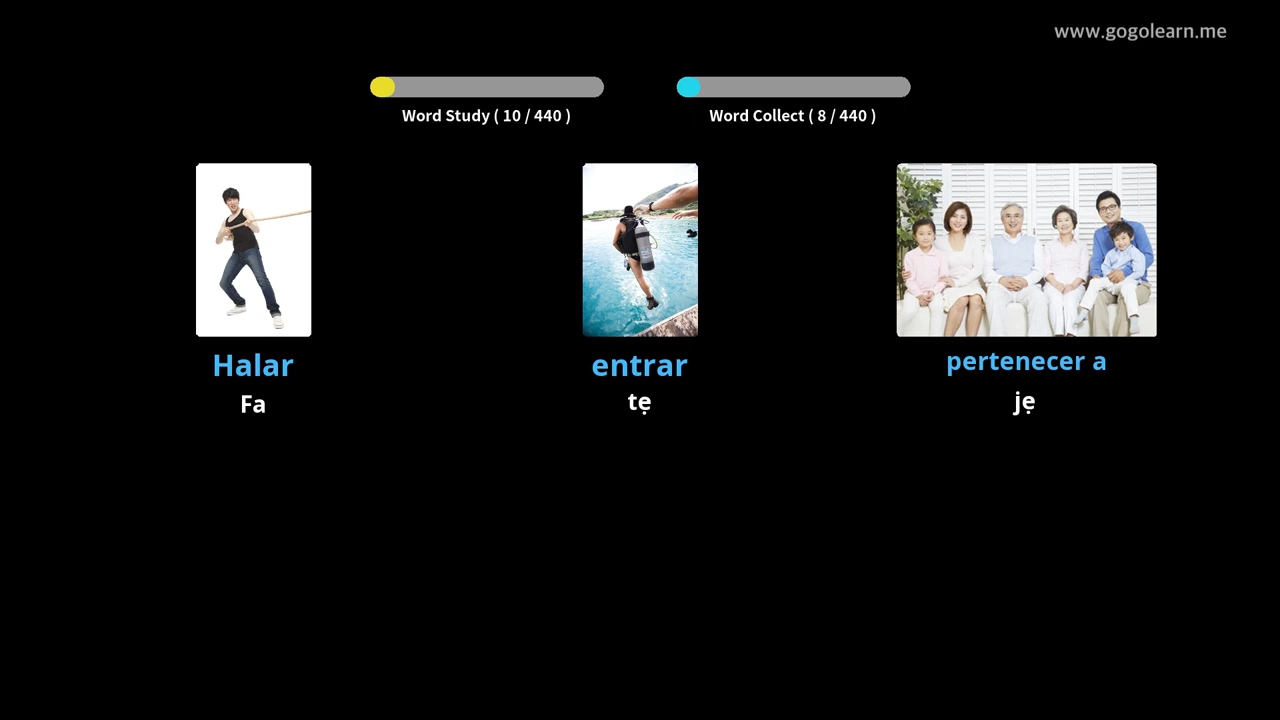 www.gogolearn.me
Word Study ( 10 / 440 )
Word Collect ( 8 / 440 )
Halar
Fa
entrar
tẹ
pertenecer a
jẹ